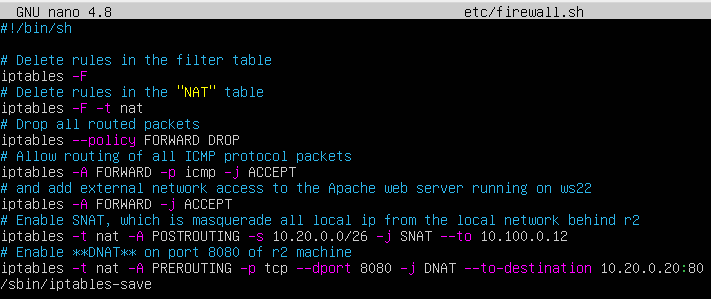 GNU nano 4.8 etc/firewall.sh
#!/bin/sh
# Delete rules in the filter table
iptables -F
# Delete rules in the "NAT" table
iptables -F -t nat
# Drop all routed packets
iptables --policy FORWARD DROP
# Allow routing of all ICMP protocol packets
iptables -A FORWARD -p icmp -j ACCEPT
# and add external network access to the Apache web server running on ws22
iptables -A FORWARD -j ACCEPT
# Enable SNAT, which is masquerade all local ip from the local network behind r2
iptables -t nat -A POSTROUTING -s 10.20.0.0/26 -j SNAT --to 10.100.0.12
# Enable **DNAT** on port 8080 of r2 machine
iptables -t nat -A PREROUTING -p tcp --dport 8080 -j DNAT --to-destination 10.20.0.20:80
/sbin/iptables-save